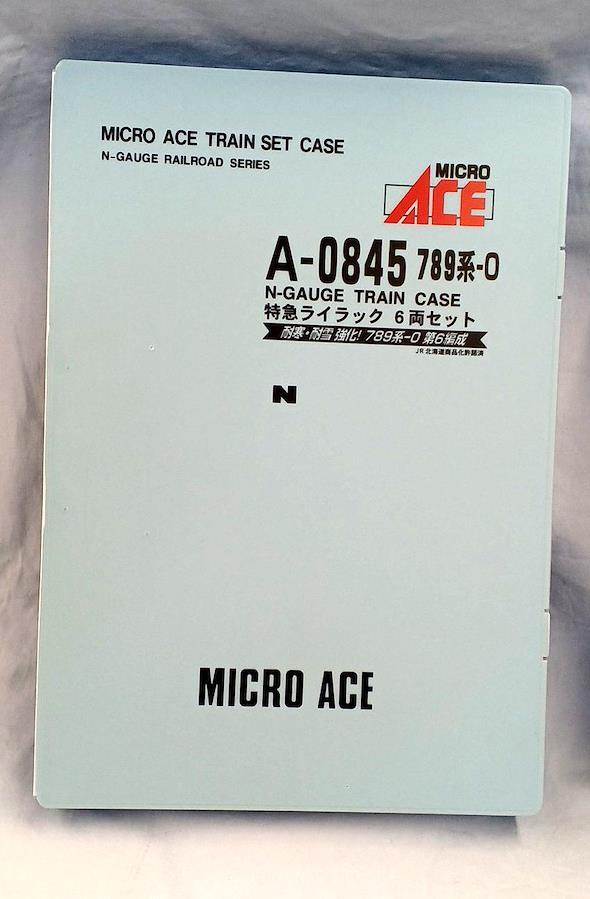 MICRO ACE TRAIN SET CASE
N-GAUGE RAILROAD SERIES
MICRO
ACE
A-0845 789系-0
N-GAUGE TRAIN CASE
特急ライラック 6両セット
耐寒・耐雪 強化! 789系-0 第6編成
JR北海道商品化許諾済
N
MICRO ACE